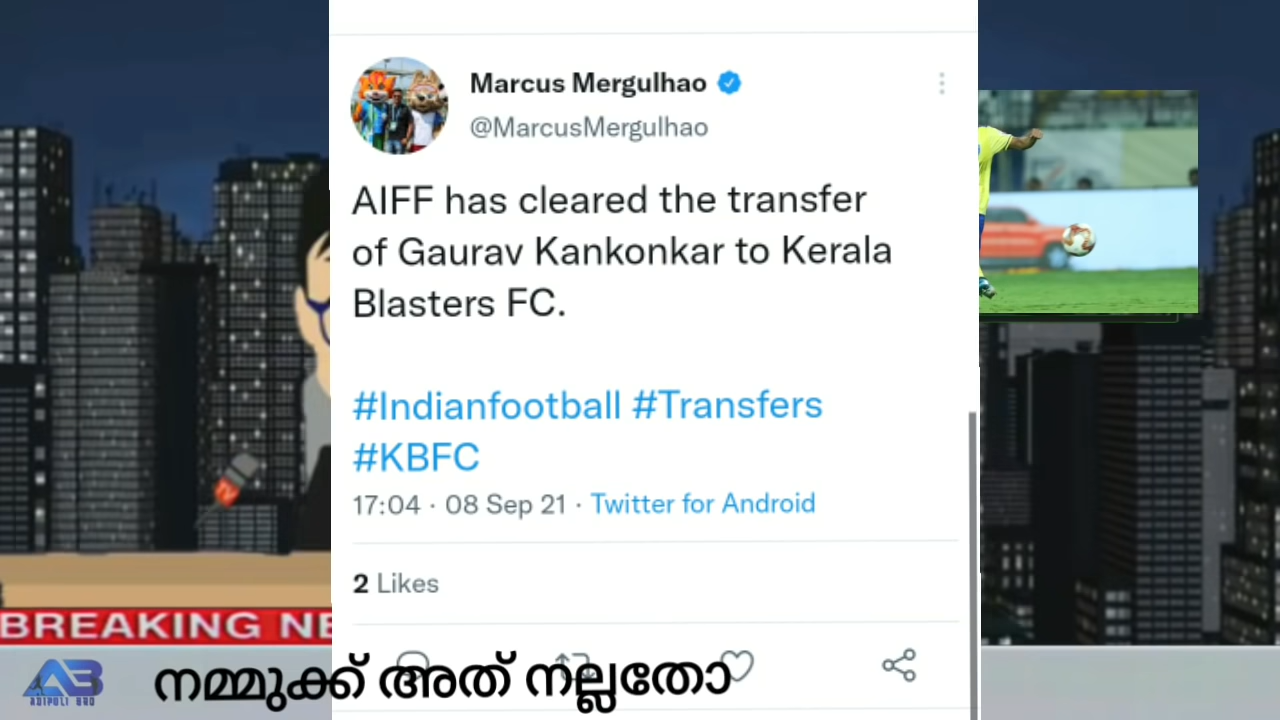 Marcus Mergulhao
@MarcusMergulhao
AIFF has cleared the transfer
of Gaurav Kankonkar to Kerala
Blasters FC.
#Indianfootball #Transfers
#KBFC
17:04 · 08 Sep 21 · Twitter for Android
2 Likes
BREAKING NE
AB
ADIPOLI BRO
നമ്മുക്ക് അത് നല്ലതോ